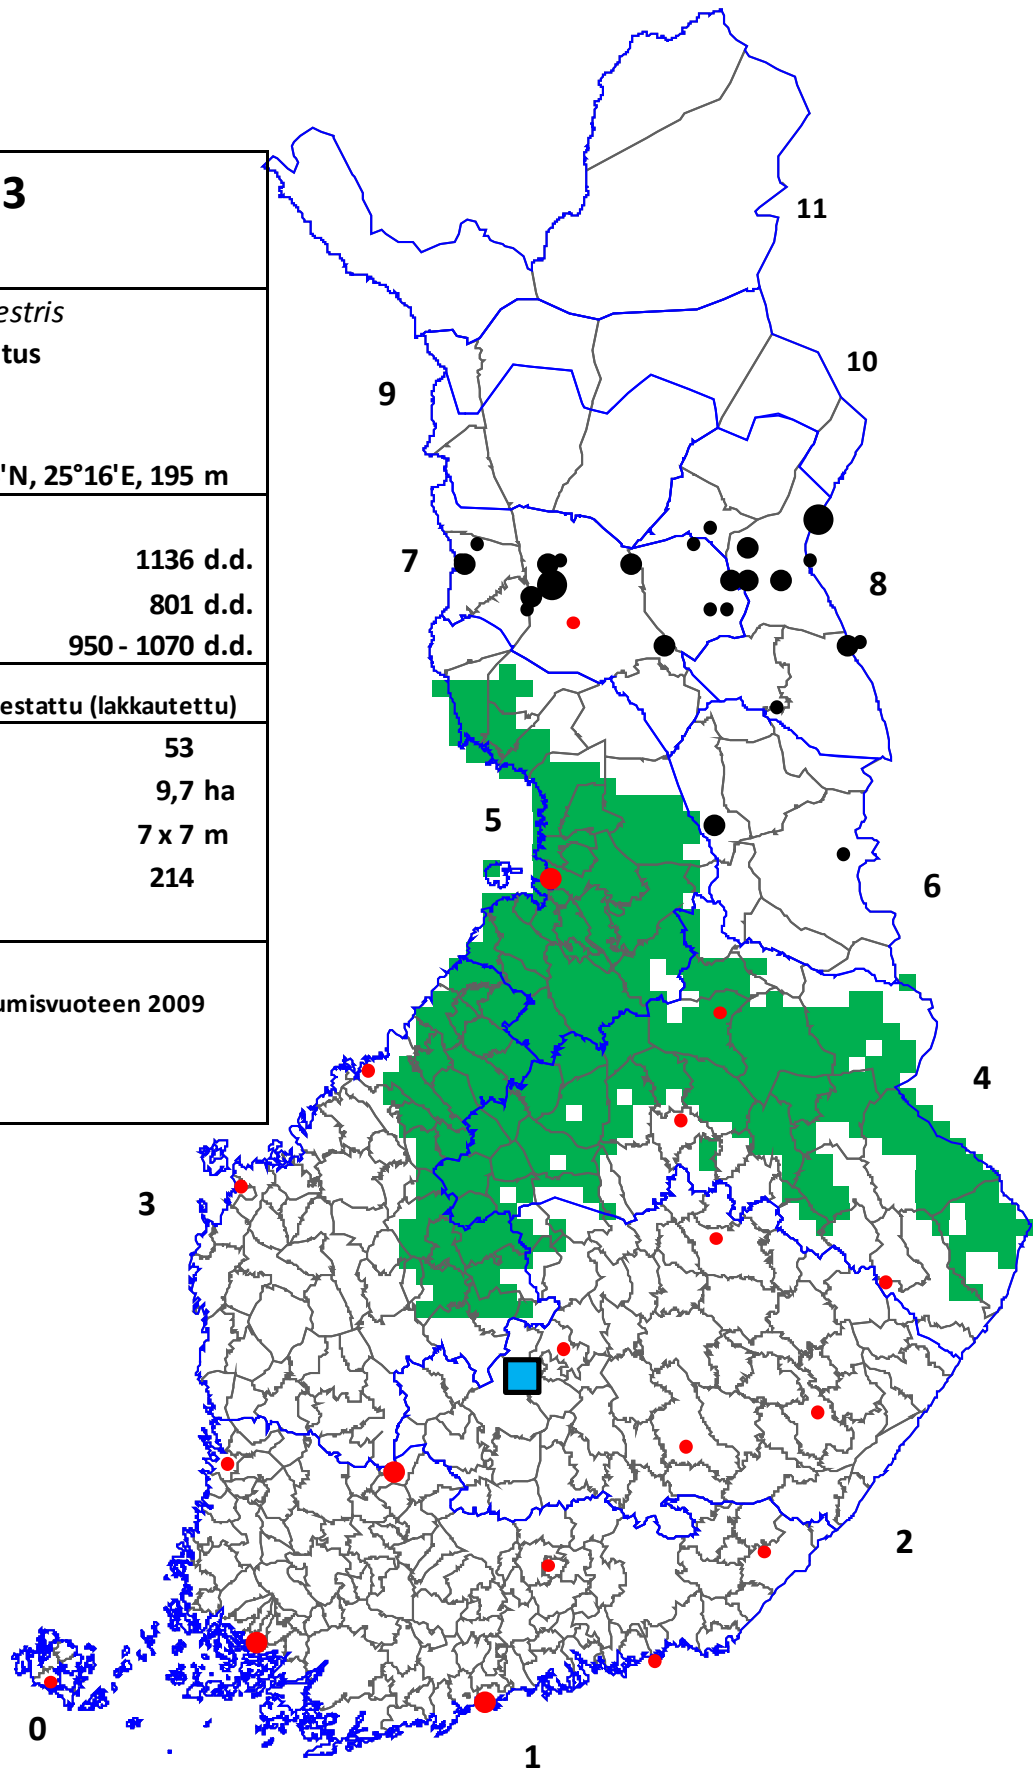 3
estris
tus
'N, 25°16'E, 195 m
1136 d.d.
801 d.d.
950 - 1070 d.d.
estattu (lakkautettu)
53
9,7 ha
7 x 7 m
214
umisvuoteen 2009
11
10
9
7
8
5
6
4
3
2
0
1